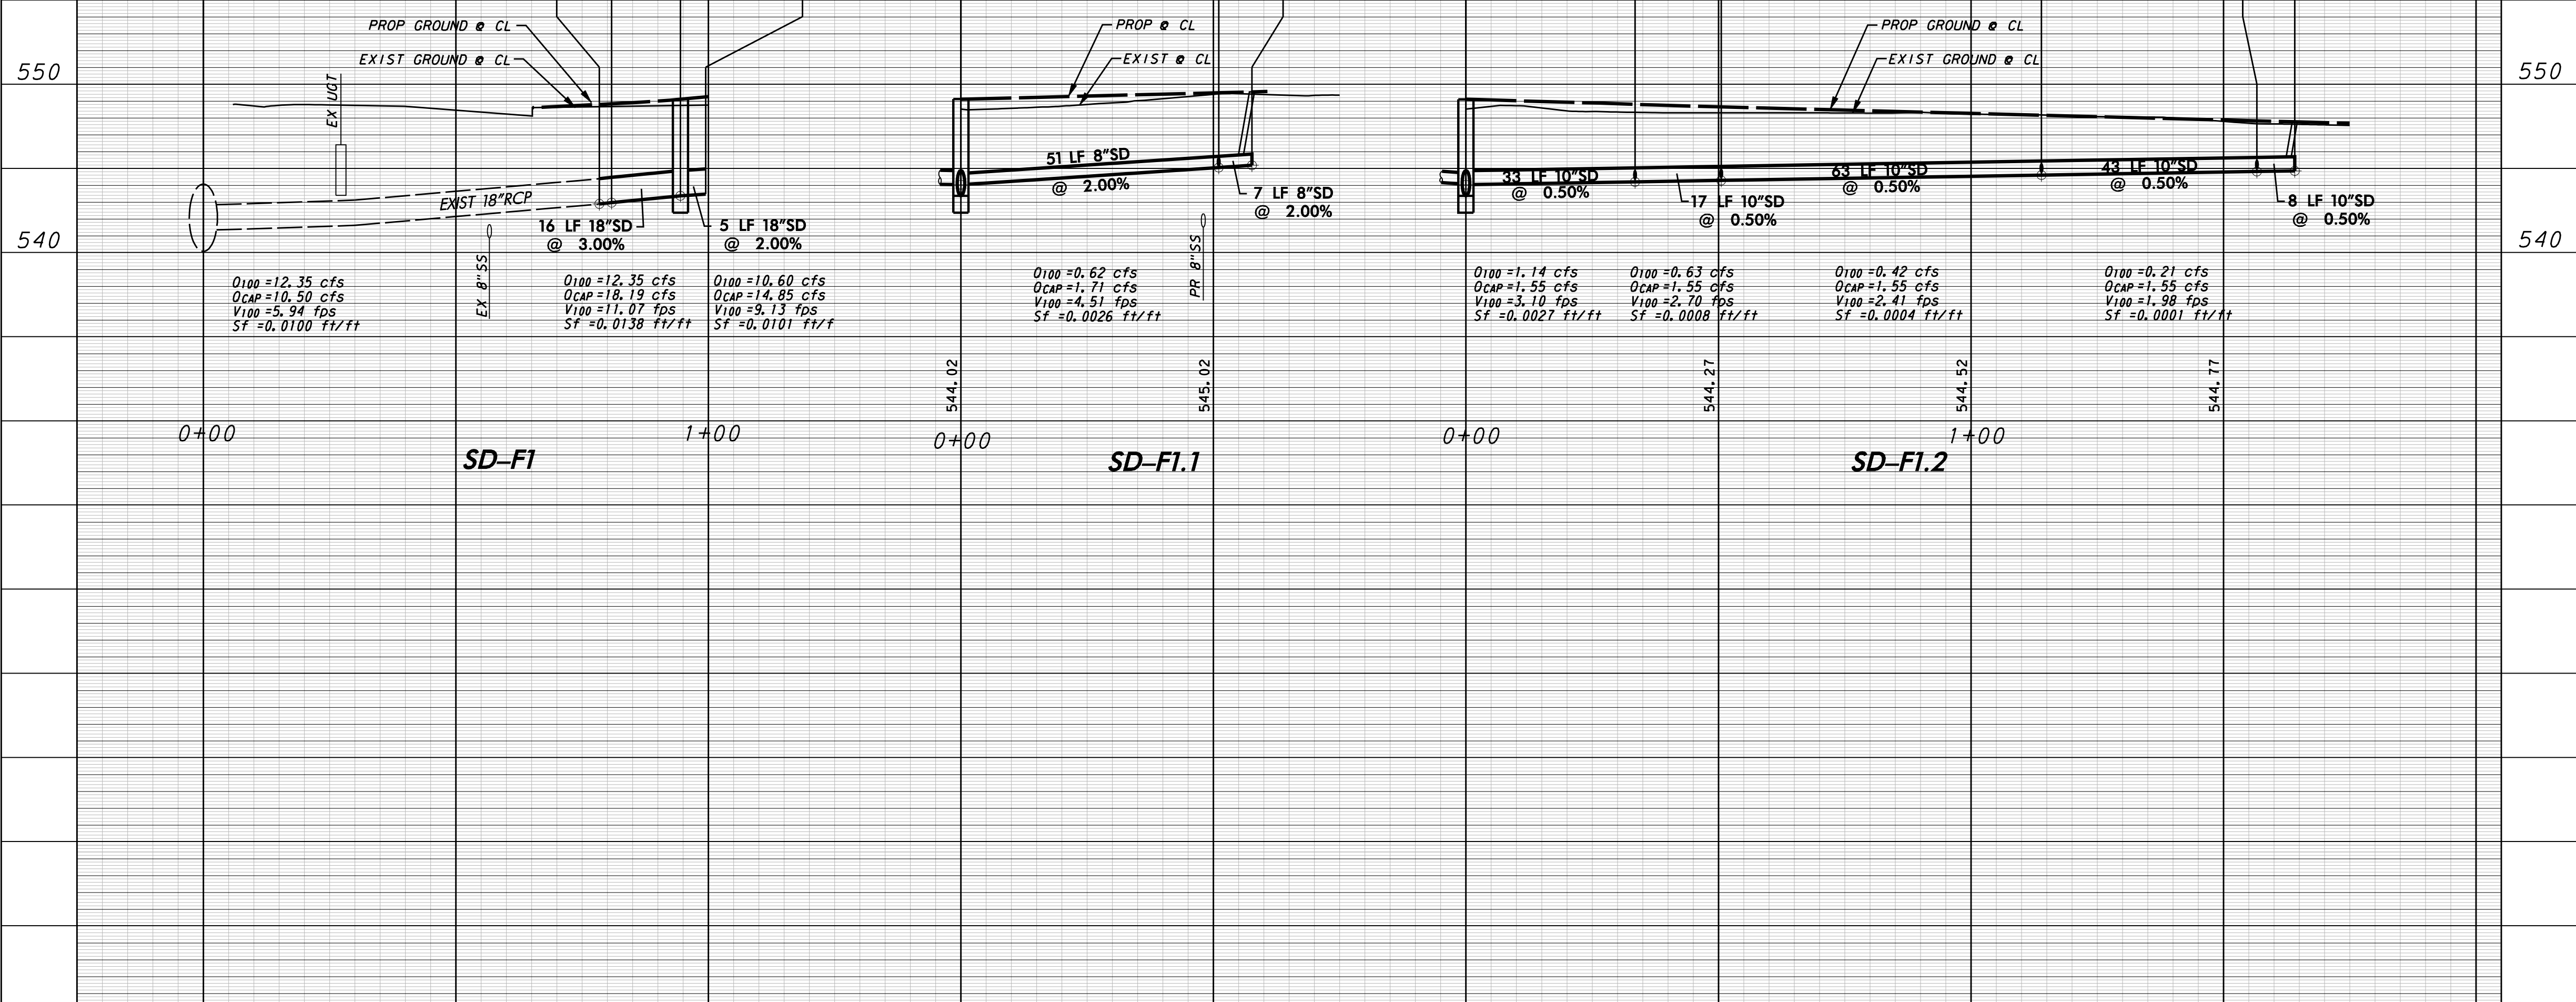 550
540
550
540
PROP GROUND @ CL
EXIST GROUND @ CL
EX UGT
EXIST 18"RCP
EX 8" SS
16 LF 18"SD
@ 3.00%
5 LF 18"SD
@ 2.00%
Q100 =12.35 cfs
QCAP =10.50 cfs
V100 =5.94 fps
Sf =0.0100 ft/ft
Q100 =12.35 cfs
QCAP =18.19 cfs
V100 =11.07 fps
Sf =0.0138 ft/ft
Q100 =10.60 cfs
QCAP =14.85 cfs
V100 =9.13 fps
Sf =0.0101 ft/f
0+00
1+00
SD-F1
PROP @ CL
EXIST @ CL
51 LF 8"SD
@ 2.00%
7 LF 8"SD
@ 2.00%
PR 8" SS
Q100 =0.62 cfs
QCAP =1.71 cfs
V100 =4.51 fps
Sf =0.0026 ft/ft
544.02
545.02
0+00
SD-F1.1
PROP GROUND @ CL
EXIST GROUND @ CL
33 LF 10"SD
@ 0.50%
17 LF 10"SD
@ 0.50%
63 LF 10"SD
@ 0.50%
43 LF 10"SD
@ 0.50%
8 LF 10"SD
@ 0.50%
Q100 =1.14 cfs
QCAP =1.55 cfs
V100 =3.10 fps
Sf =0.0027 ft/ft
Q100 =0.63 cfs
QCAP =1.55 cfs
V100 =2.70 fps
Sf =0.0008 ft/ft
Q100 =0.42 cfs
QCAP =1.55 cfs
V100 =2.41 fps
Sf =0.0004 ft/ft
Q100 =0.21 cfs
QCAP =1.55 cfs
V100 =1.98 fps
Sf =0.0001 ft/ft
544.27
544.52
544.77
0+00
1+00
SD-F1.2